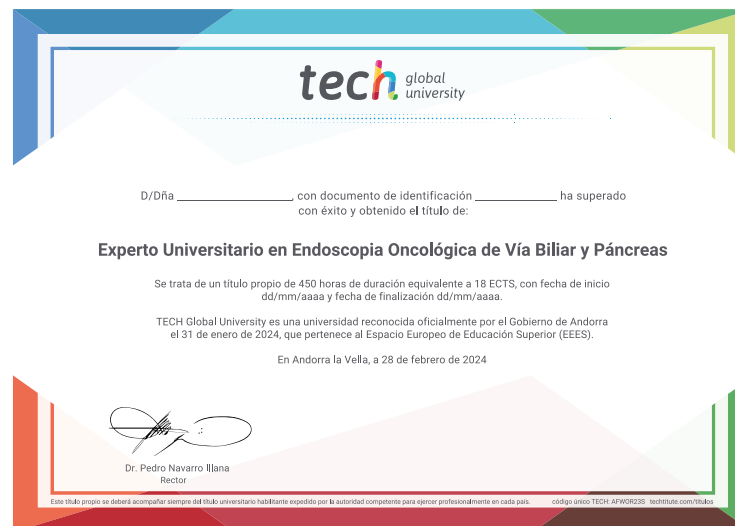 tech global university
D/Dña ____________, con documento de identificación ____________ ha superado
con éxito y obtenido el título de:
Experto Universitario en Endoscopia Oncológica de Vía Biliar y Páncreas
Se trata de un título propio de 450 horas de duración equivalente a 18 ECTS, con fecha de inicio
dd/mm/aaaa y fecha de finalización dd/mm/aaaa.
TECH Global University es una universidad reconocida oficialmente por el Gobierno de Andorra
el 31 de enero de 2024, que pertenece al Espacio Europeo de Educación Superior (EEES).
En Andorra la Vella, a 28 de febrero de 2024
Dr. Pedro Navarro Illana
Rector
Este título propio se deberá acompañar siempre del título universitario habilitante expedido por la autoridad competente para ejercer profesionalmente en cada país. código único TECH: AFWOR23S techtitute.com/titulos